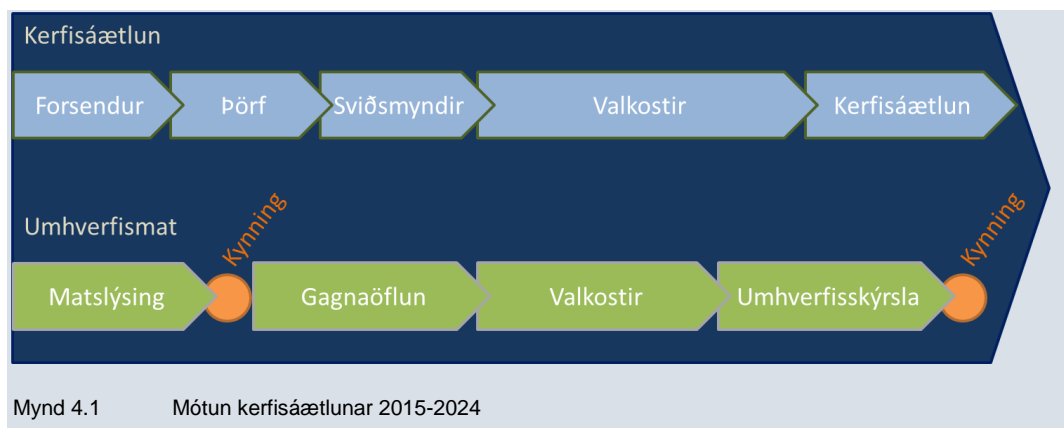 Kerfisáætlun
Forsendur
Þörf
Sviðsmyndir
Valkostir
Kerfisáætlun
Umhverfismat
Matslýsing
Kynning
Gagnaöflun
Valkostir
Umhverfisskýrsla
Kynning
Mynd 4.1 Mótun kerfisáætlunar 2015-2024